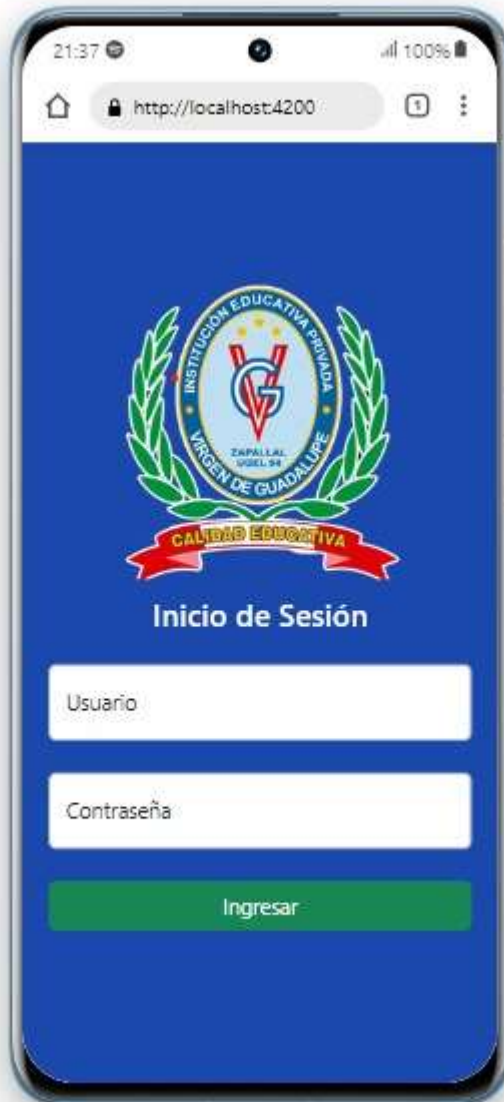 21:37
100%
http://localhost:4200
1
INSTITUCIÓN EDUCATIVA PRIVADA
VG
ZAPALLAL
UGEL 04
VIRGEN DE GUADALUPE
CALIDAD EDUCATIVA
Inicio de Sesión
Usuario
Contraseña
Ingresar